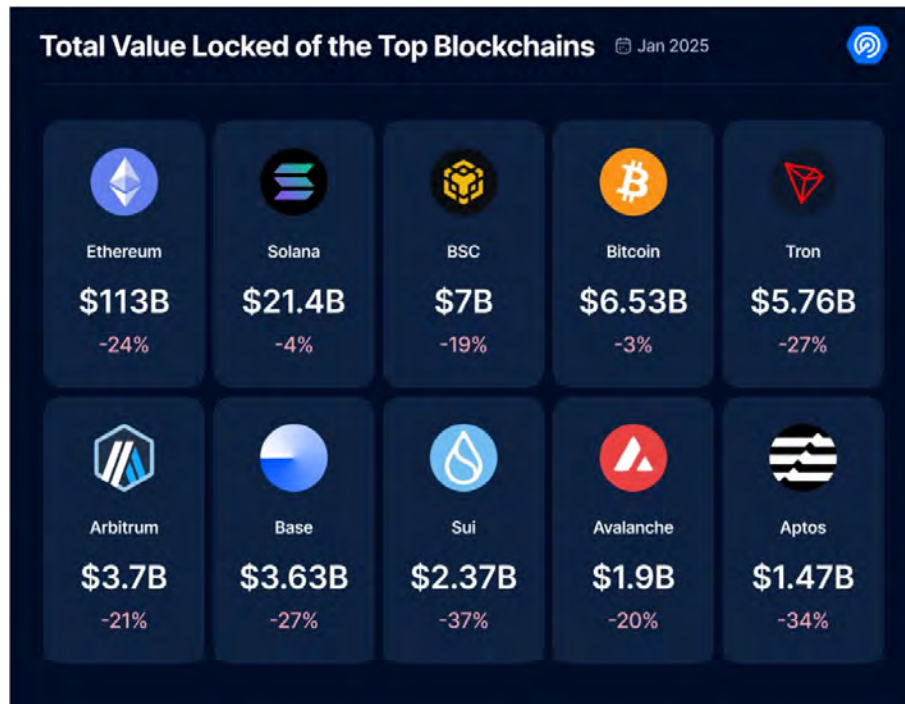 Total Value Locked of the Top Blockchains Jan 2025
Ethereum Solana BSC Bitcoin Tron
$113B $21.4B $7B $6.53B $5.76B
-24% -4% -19% -3% -27%
Arbitrum Base Sui Avalanche Aptos
$3.7B $3.63B $2.37B $1.9B $1.47B
-21% -27% -37% -20% -34%